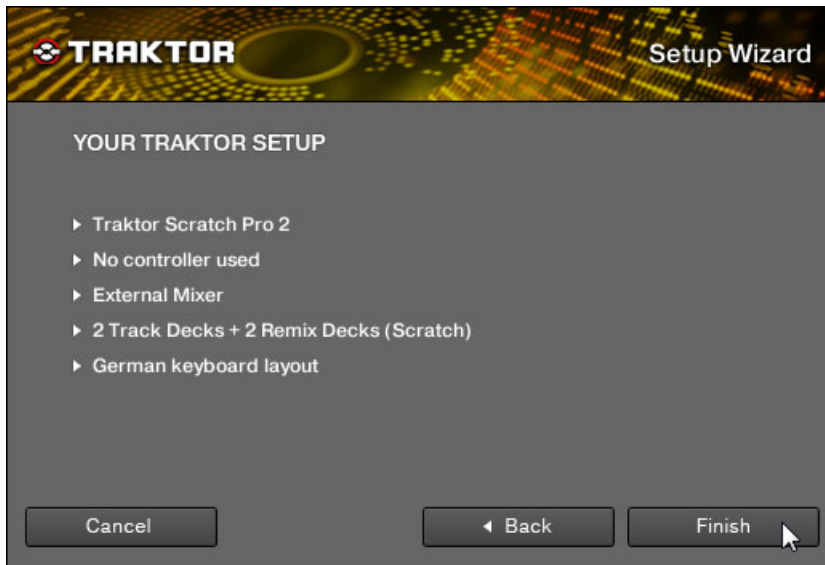 TRAKTOR
Setup Wizard
YOUR TRAKTOR SETUP
Traktor Scratch Pro 2
No controller used
External Mixer
2 Track Decks + 2 Remix Decks (Scratch)
German keyboard layout
Cancel
Back
Finish